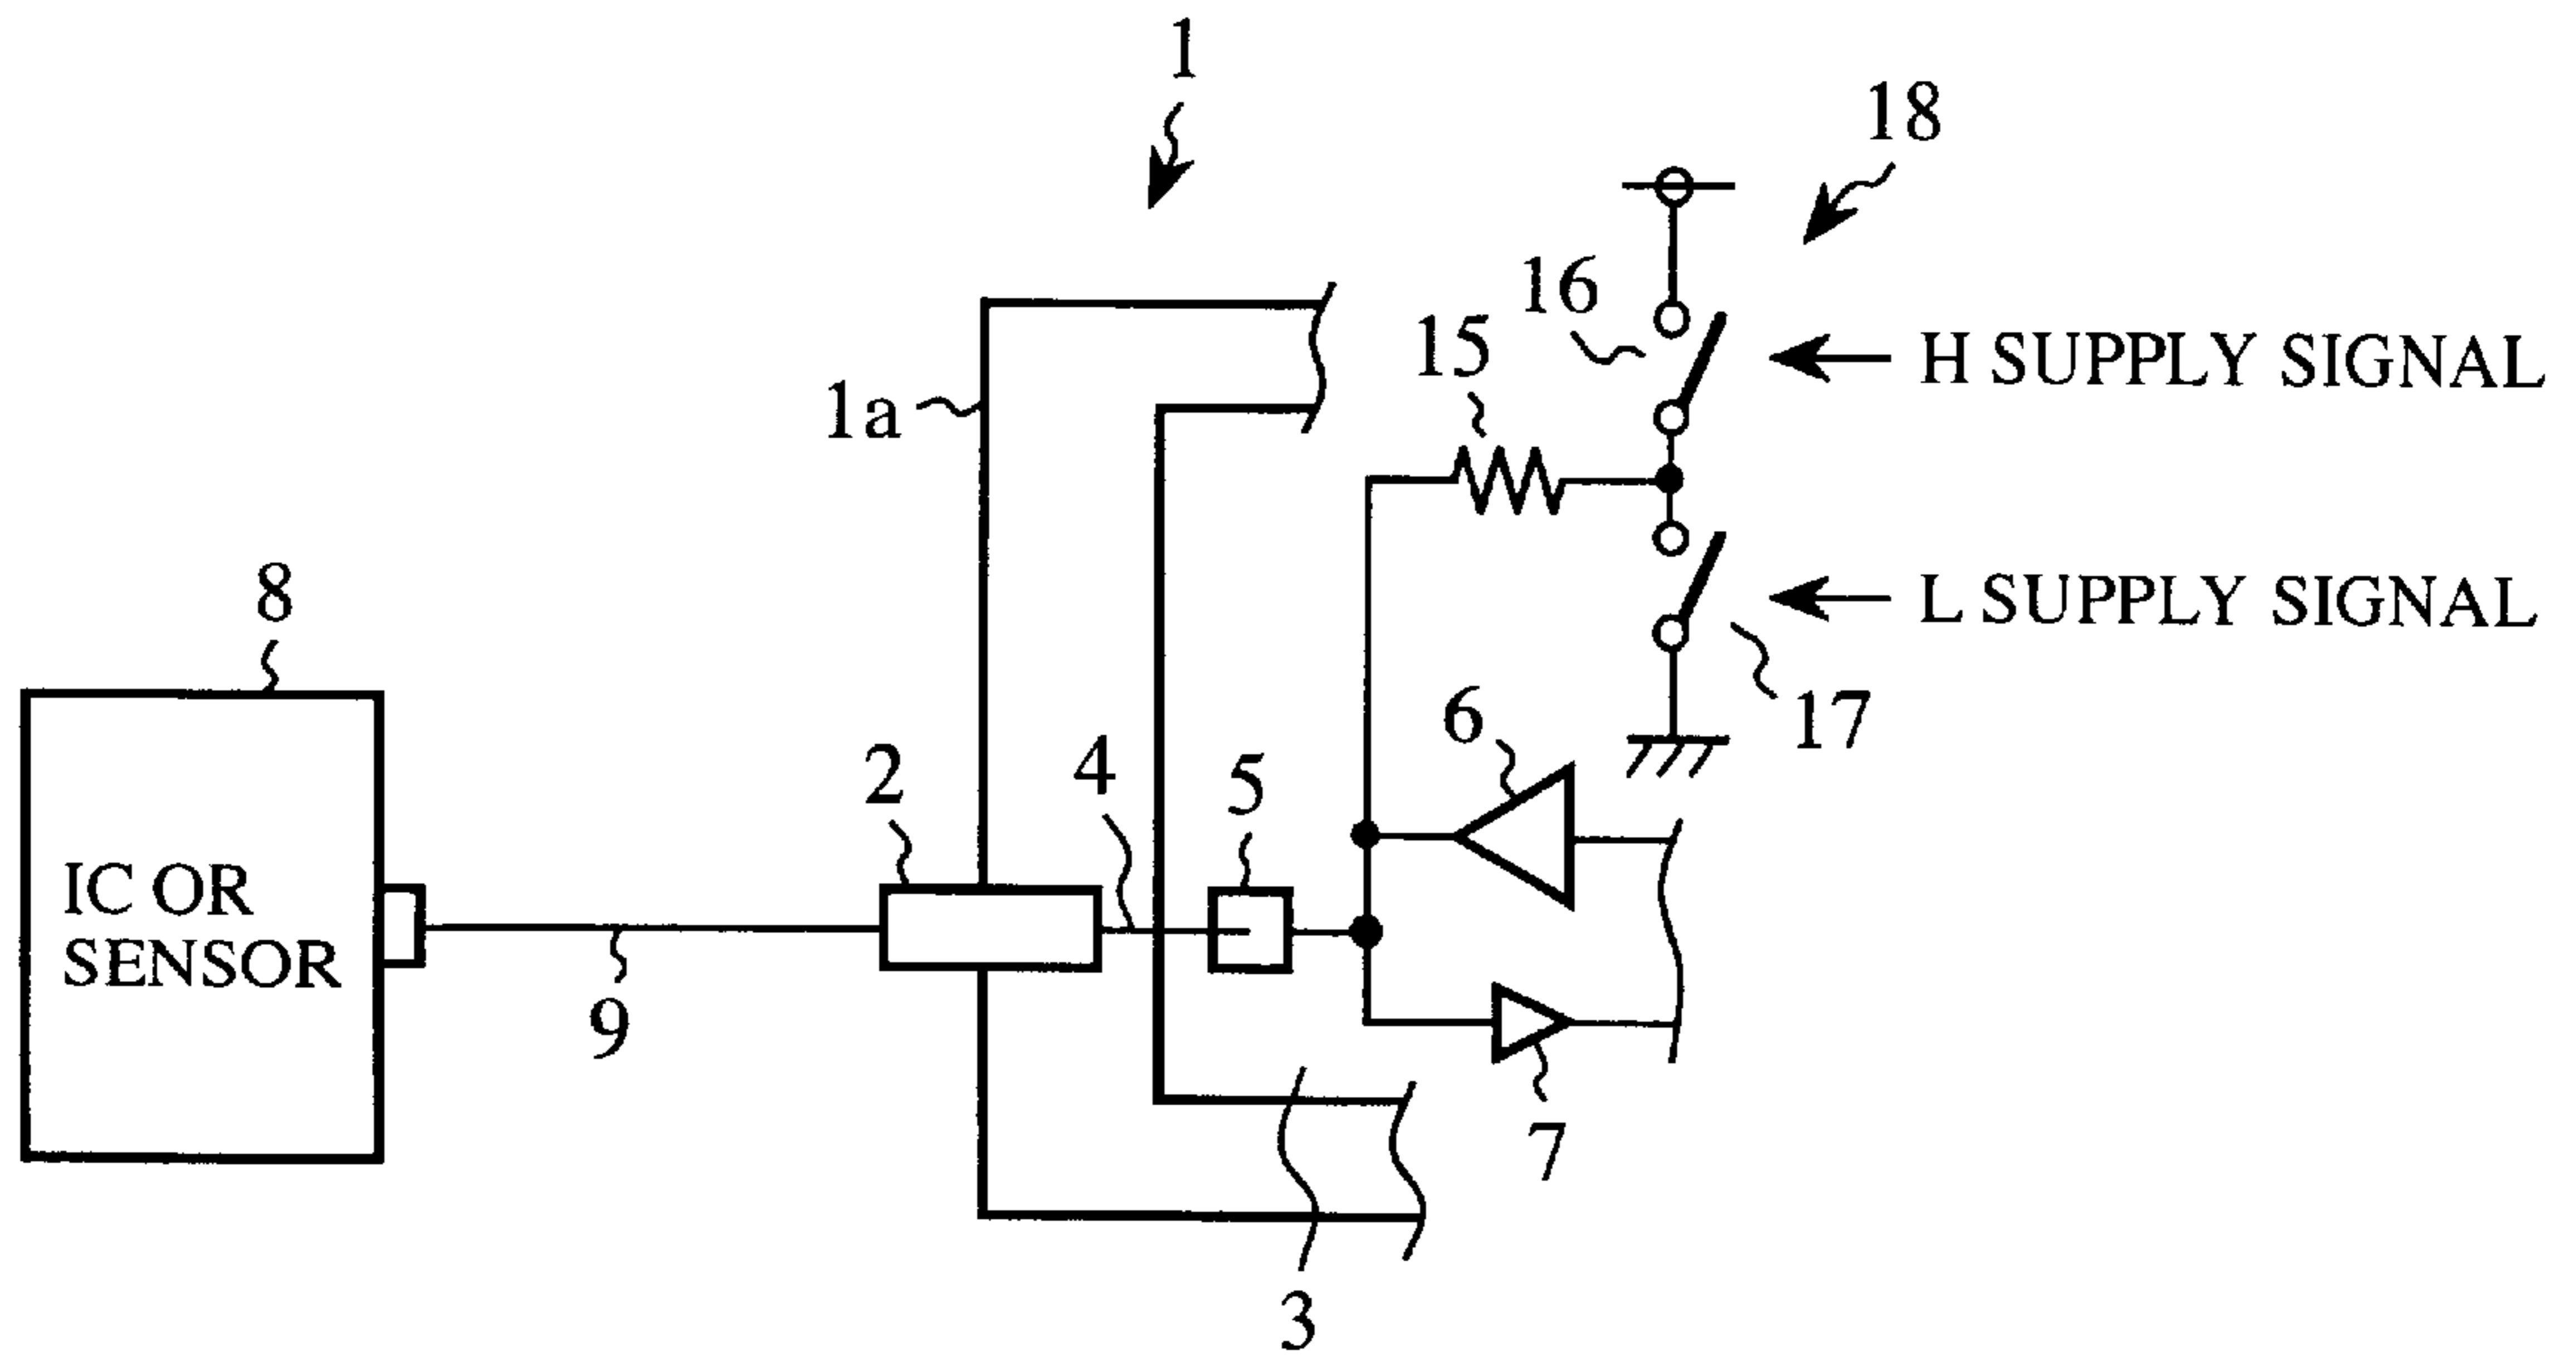 1
18
16
H SUPPLY SIGNAL
15
1a
L SUPPLY SIGNAL
8
17
6
2
4
5
IC OR
SENSOR
9
7
3